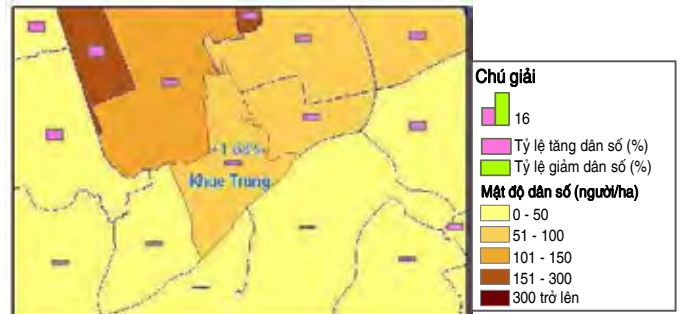 +1.68%
Khue Trung
Chú giải
16
Tỷ lệ tăng dân số (%)
Tỷ lệ giảm dân số (%)
Mật độ dân số (người/ha)
0 - 50
51 - 100
101 - 150
151 - 300
300 trở lên